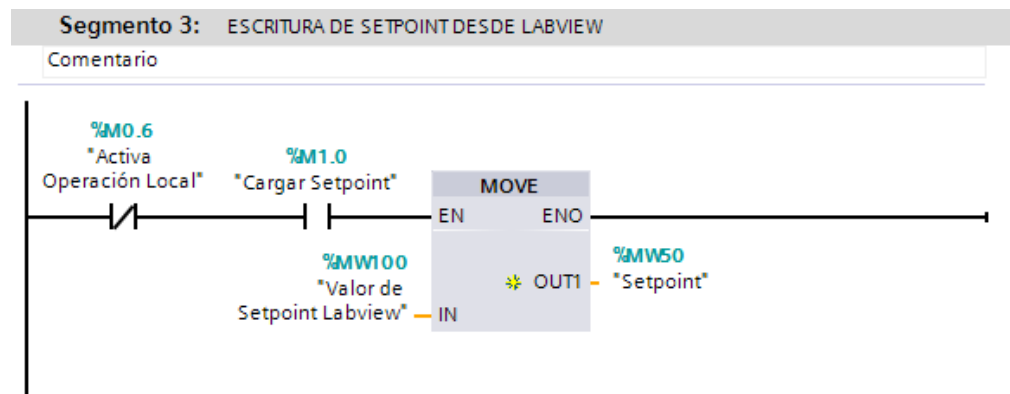 Segmento 3: ESCRITURA DE SETPOINT DESDE LABVIEW
Comentario
%M0.6
"Activa
Operación Local"
%M1.0
"Cargar Setpoint"
MOVE
EN ENO
%MW100
"Valor de
Setpoint Labview"
IN
OUT1
%MW50
"Setpoint"